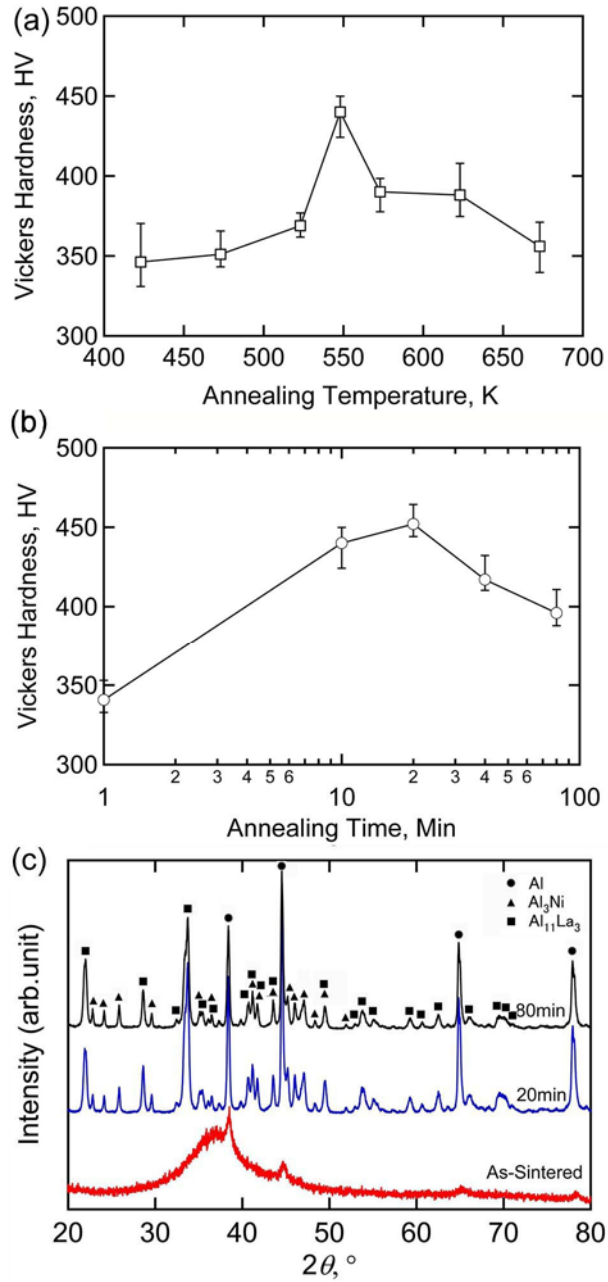 (a)
Vickers Hardness, HV
500
450
400
350
300
400 450 500 550 600 650 700
Annealing Temperature, K
(b)
Vickers Hardness, HV
500
450
400
350
300
1 2 3 4 5 6 10 2 3 4 5 6 100
Annealing Time, Min
(c)
Intensity (arb.unit)
● Al
▲ Al₃Ni
■ Al₁₁La₃
80min
20min
As-Sintered
20 30 40 50 60 70 80
2θ, °